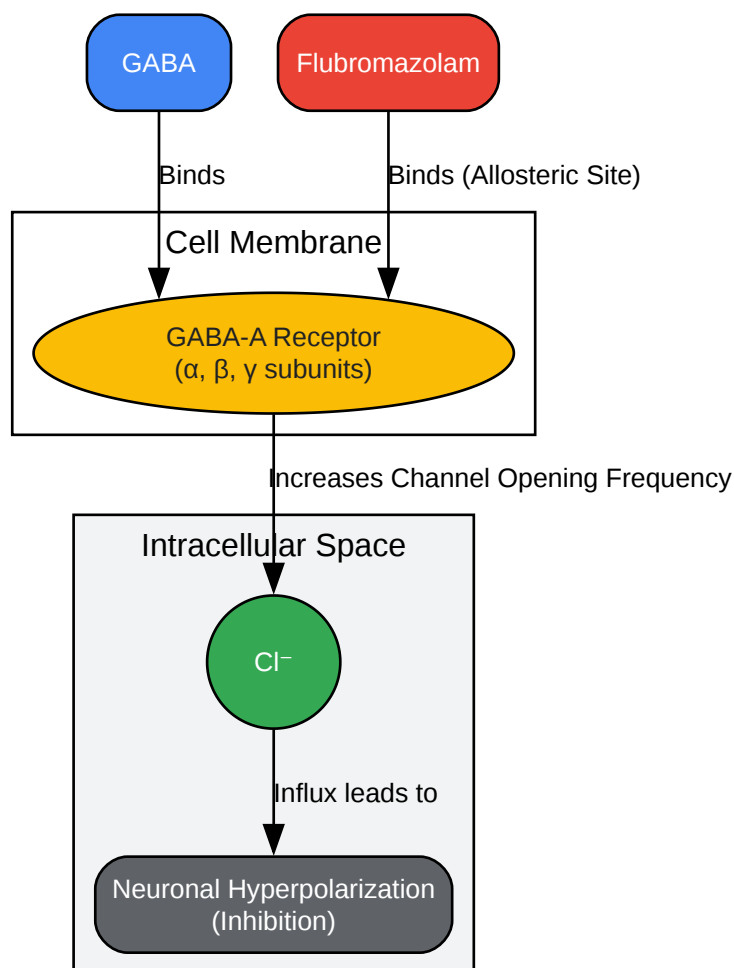 GABA
Flubromazolam
Binds
Binds (Allosteric Site)
Cell Membrane
GABA-A Receptor
(α, β, γ subunits)
Increases Channel Opening Frequency
Intracellular Space
Cl⁻
Influx leads to
Neuronal Hyperpolarization
(Inhibition)